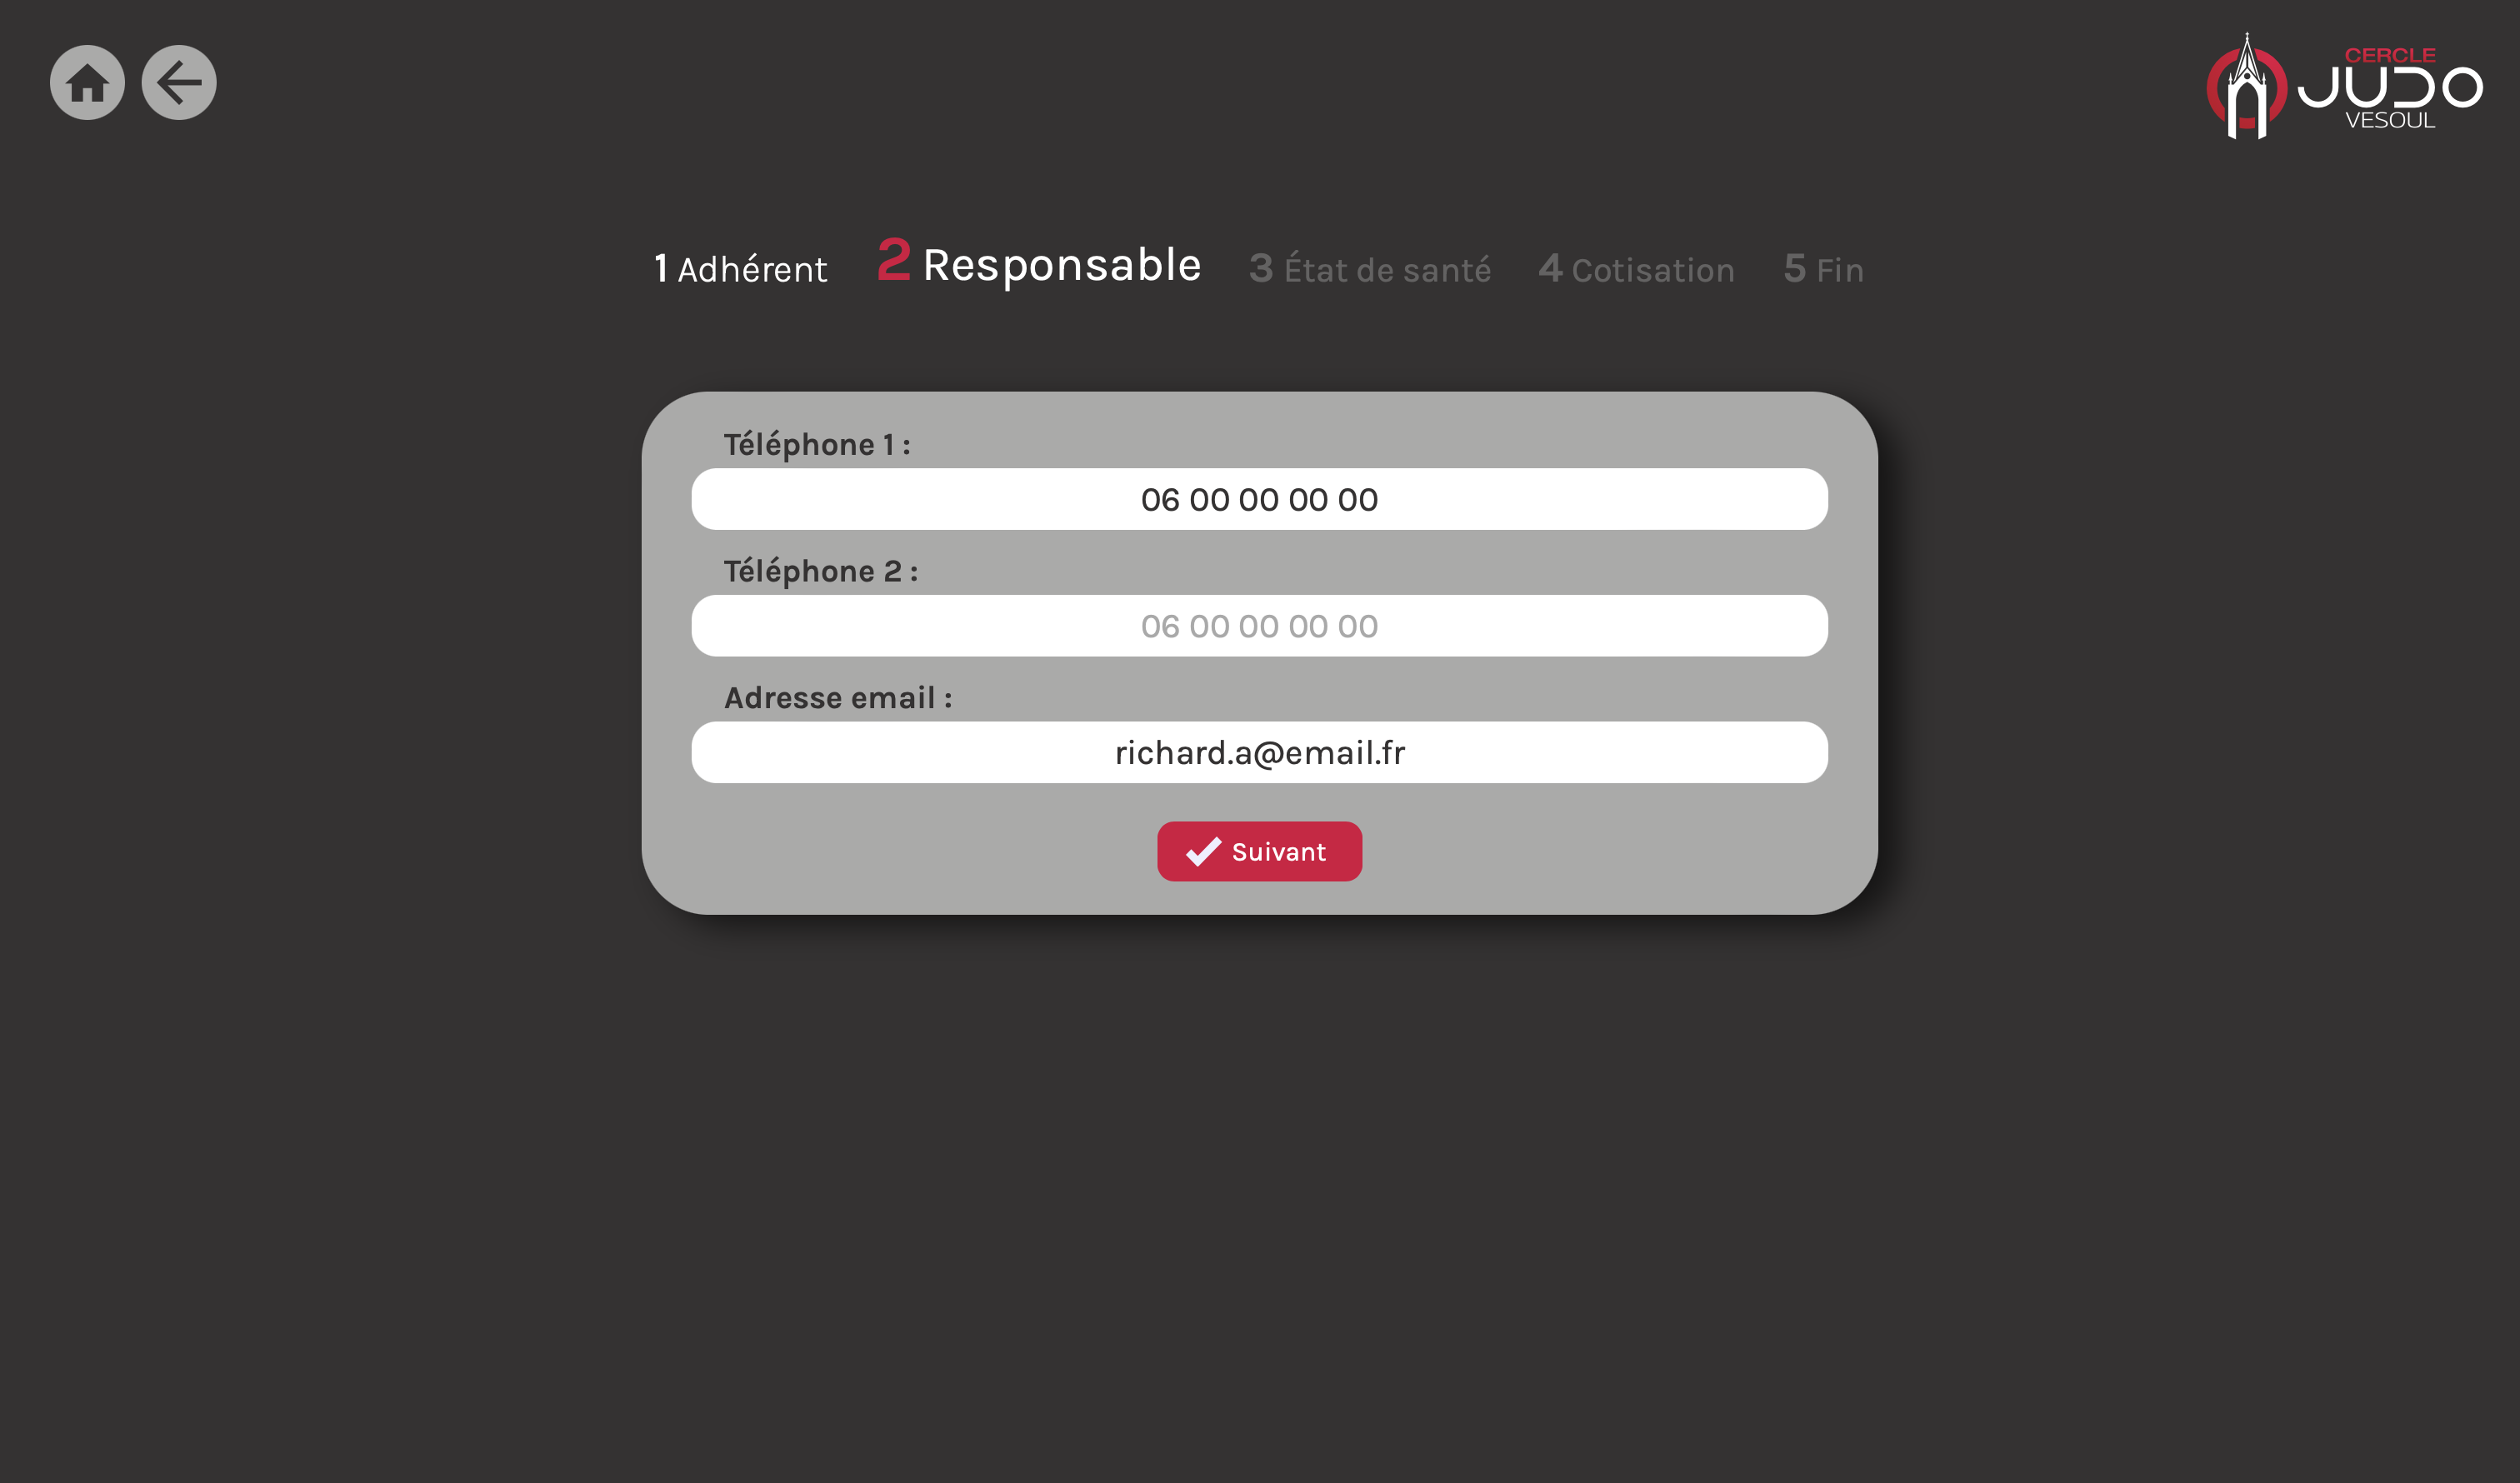 CERCLE
JUDO
VESOUL
1 Adhérent 2 Responsable 3 État de santé 4 Cotisation 5 Fin
Téléphone 1 :
06 00 00 00 00
Téléphone 2 :
06 00 00 00 00
Adresse email :
richard.a@email.fr
Suivant